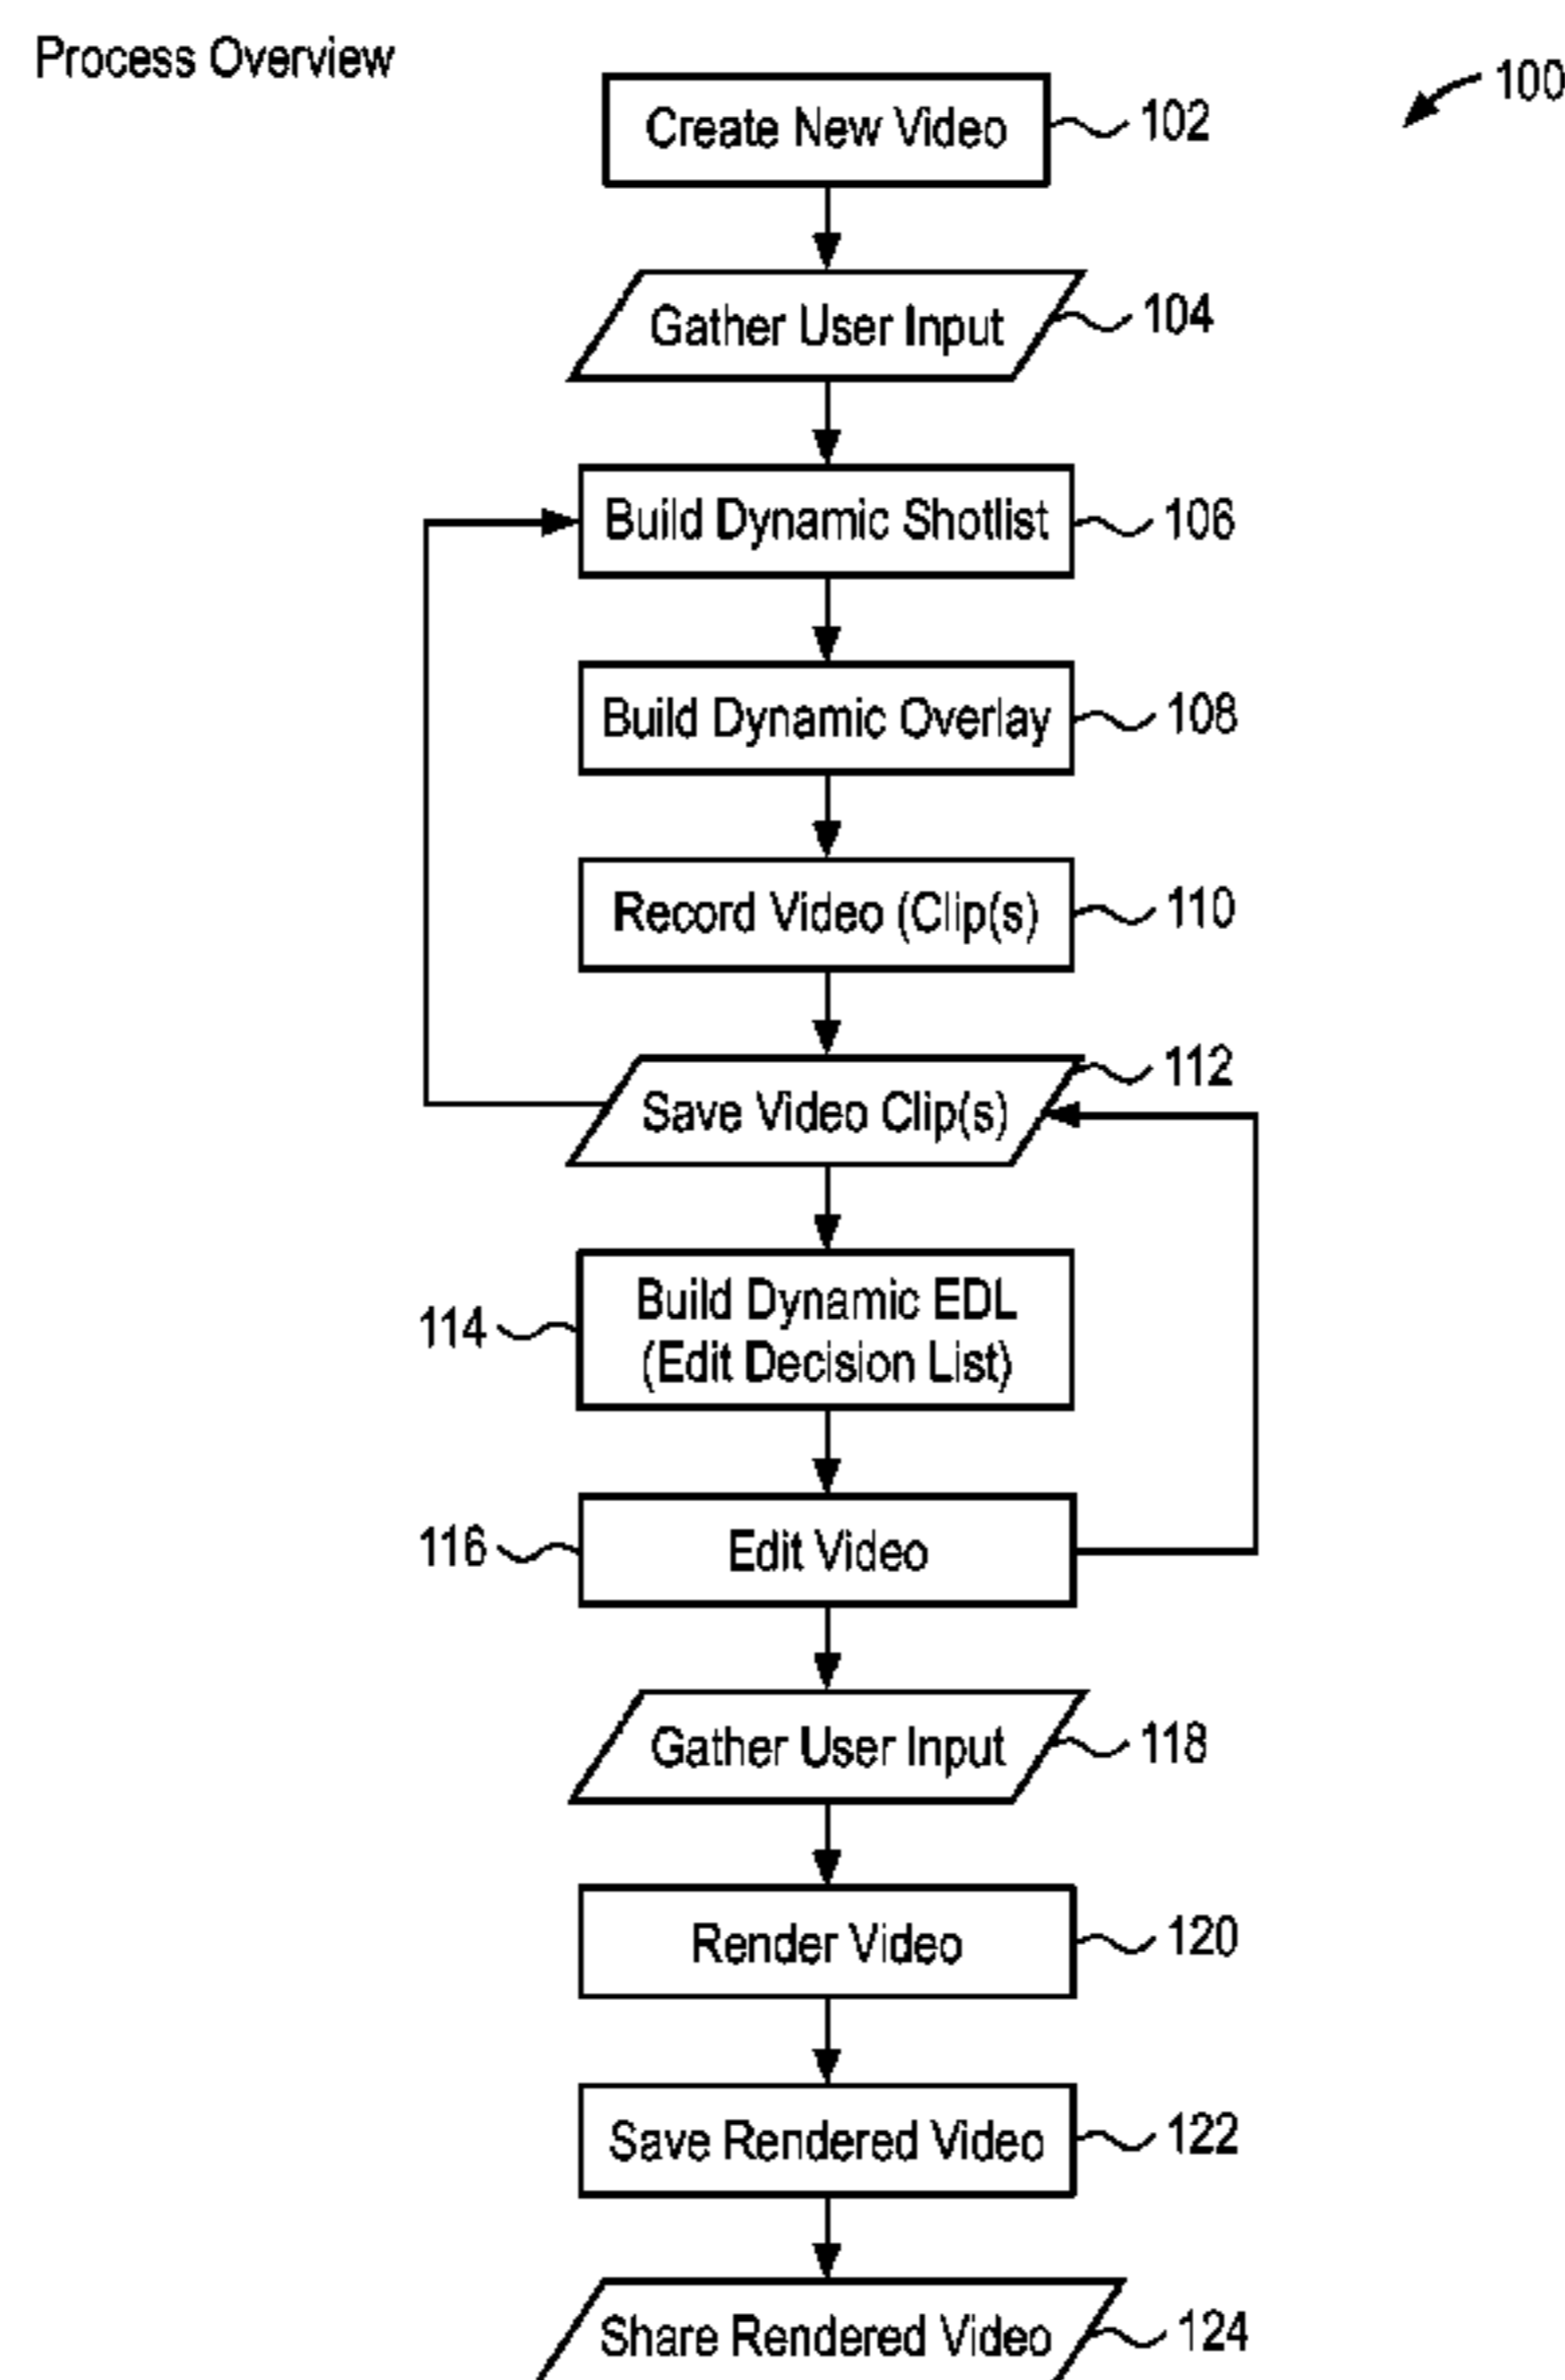 Process Overview
100
Create New Video
102
Gather User Input
104
Build Dynamic Shotlist
106
Build Dynamic Overlay
108
Record Video (Clip(s)
110
Save Video Clip(s)
112
Build Dynamic EDL
(Edit Decision List)
114
Edit Video
116
Gather User Input
118
Render Video
120
Save Rendered Video
122
Share Rendered Video
124